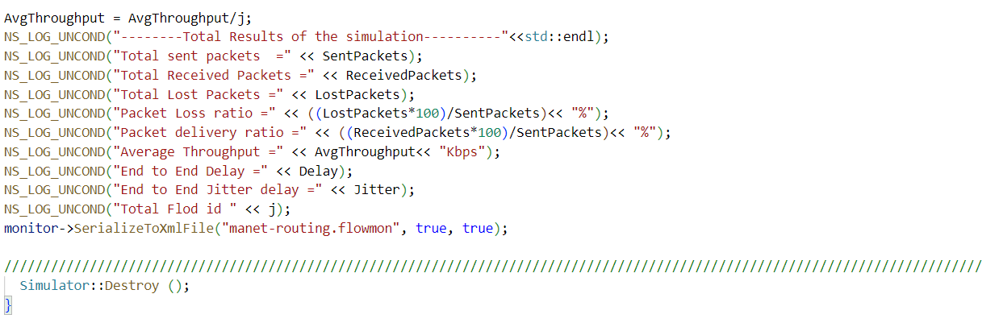 AvgThroughput = AvgThroughput/j;
NS_LOG_UNCOND("--------Total Results of the simulation----------"<<std::endl);
NS_LOG_UNCOND("Total sent packets  =" << SentPackets);
NS_LOG_UNCOND("Total Received Packets =" << ReceivedPackets);
NS_LOG_UNCOND("Total Lost Packets =" << LostPackets);
NS_LOG_UNCOND("Packet Loss ratio =" << ((LostPackets*100)/SentPackets)<< "%");
NS_LOG_UNCOND("Packet delivery ratio =" << ((ReceivedPackets*100)/SentPackets)<< "%");
NS_LOG_UNCOND("Average Throughput =" << AvgThroughput<< "Kbps");
NS_LOG_UNCOND("End to End Delay =" << Delay);
NS_LOG_UNCOND("End to End Jitter delay =" << Jitter);
NS_LOG_UNCOND("Total Flod id " << j);
monitor->SerializeToXmlFile("manet-routing.flowmon", true, true);
//////////////////////////////////////////////////////////////////////////////////////////////////////////////////////////////
  Simulator::Destroy ();
}